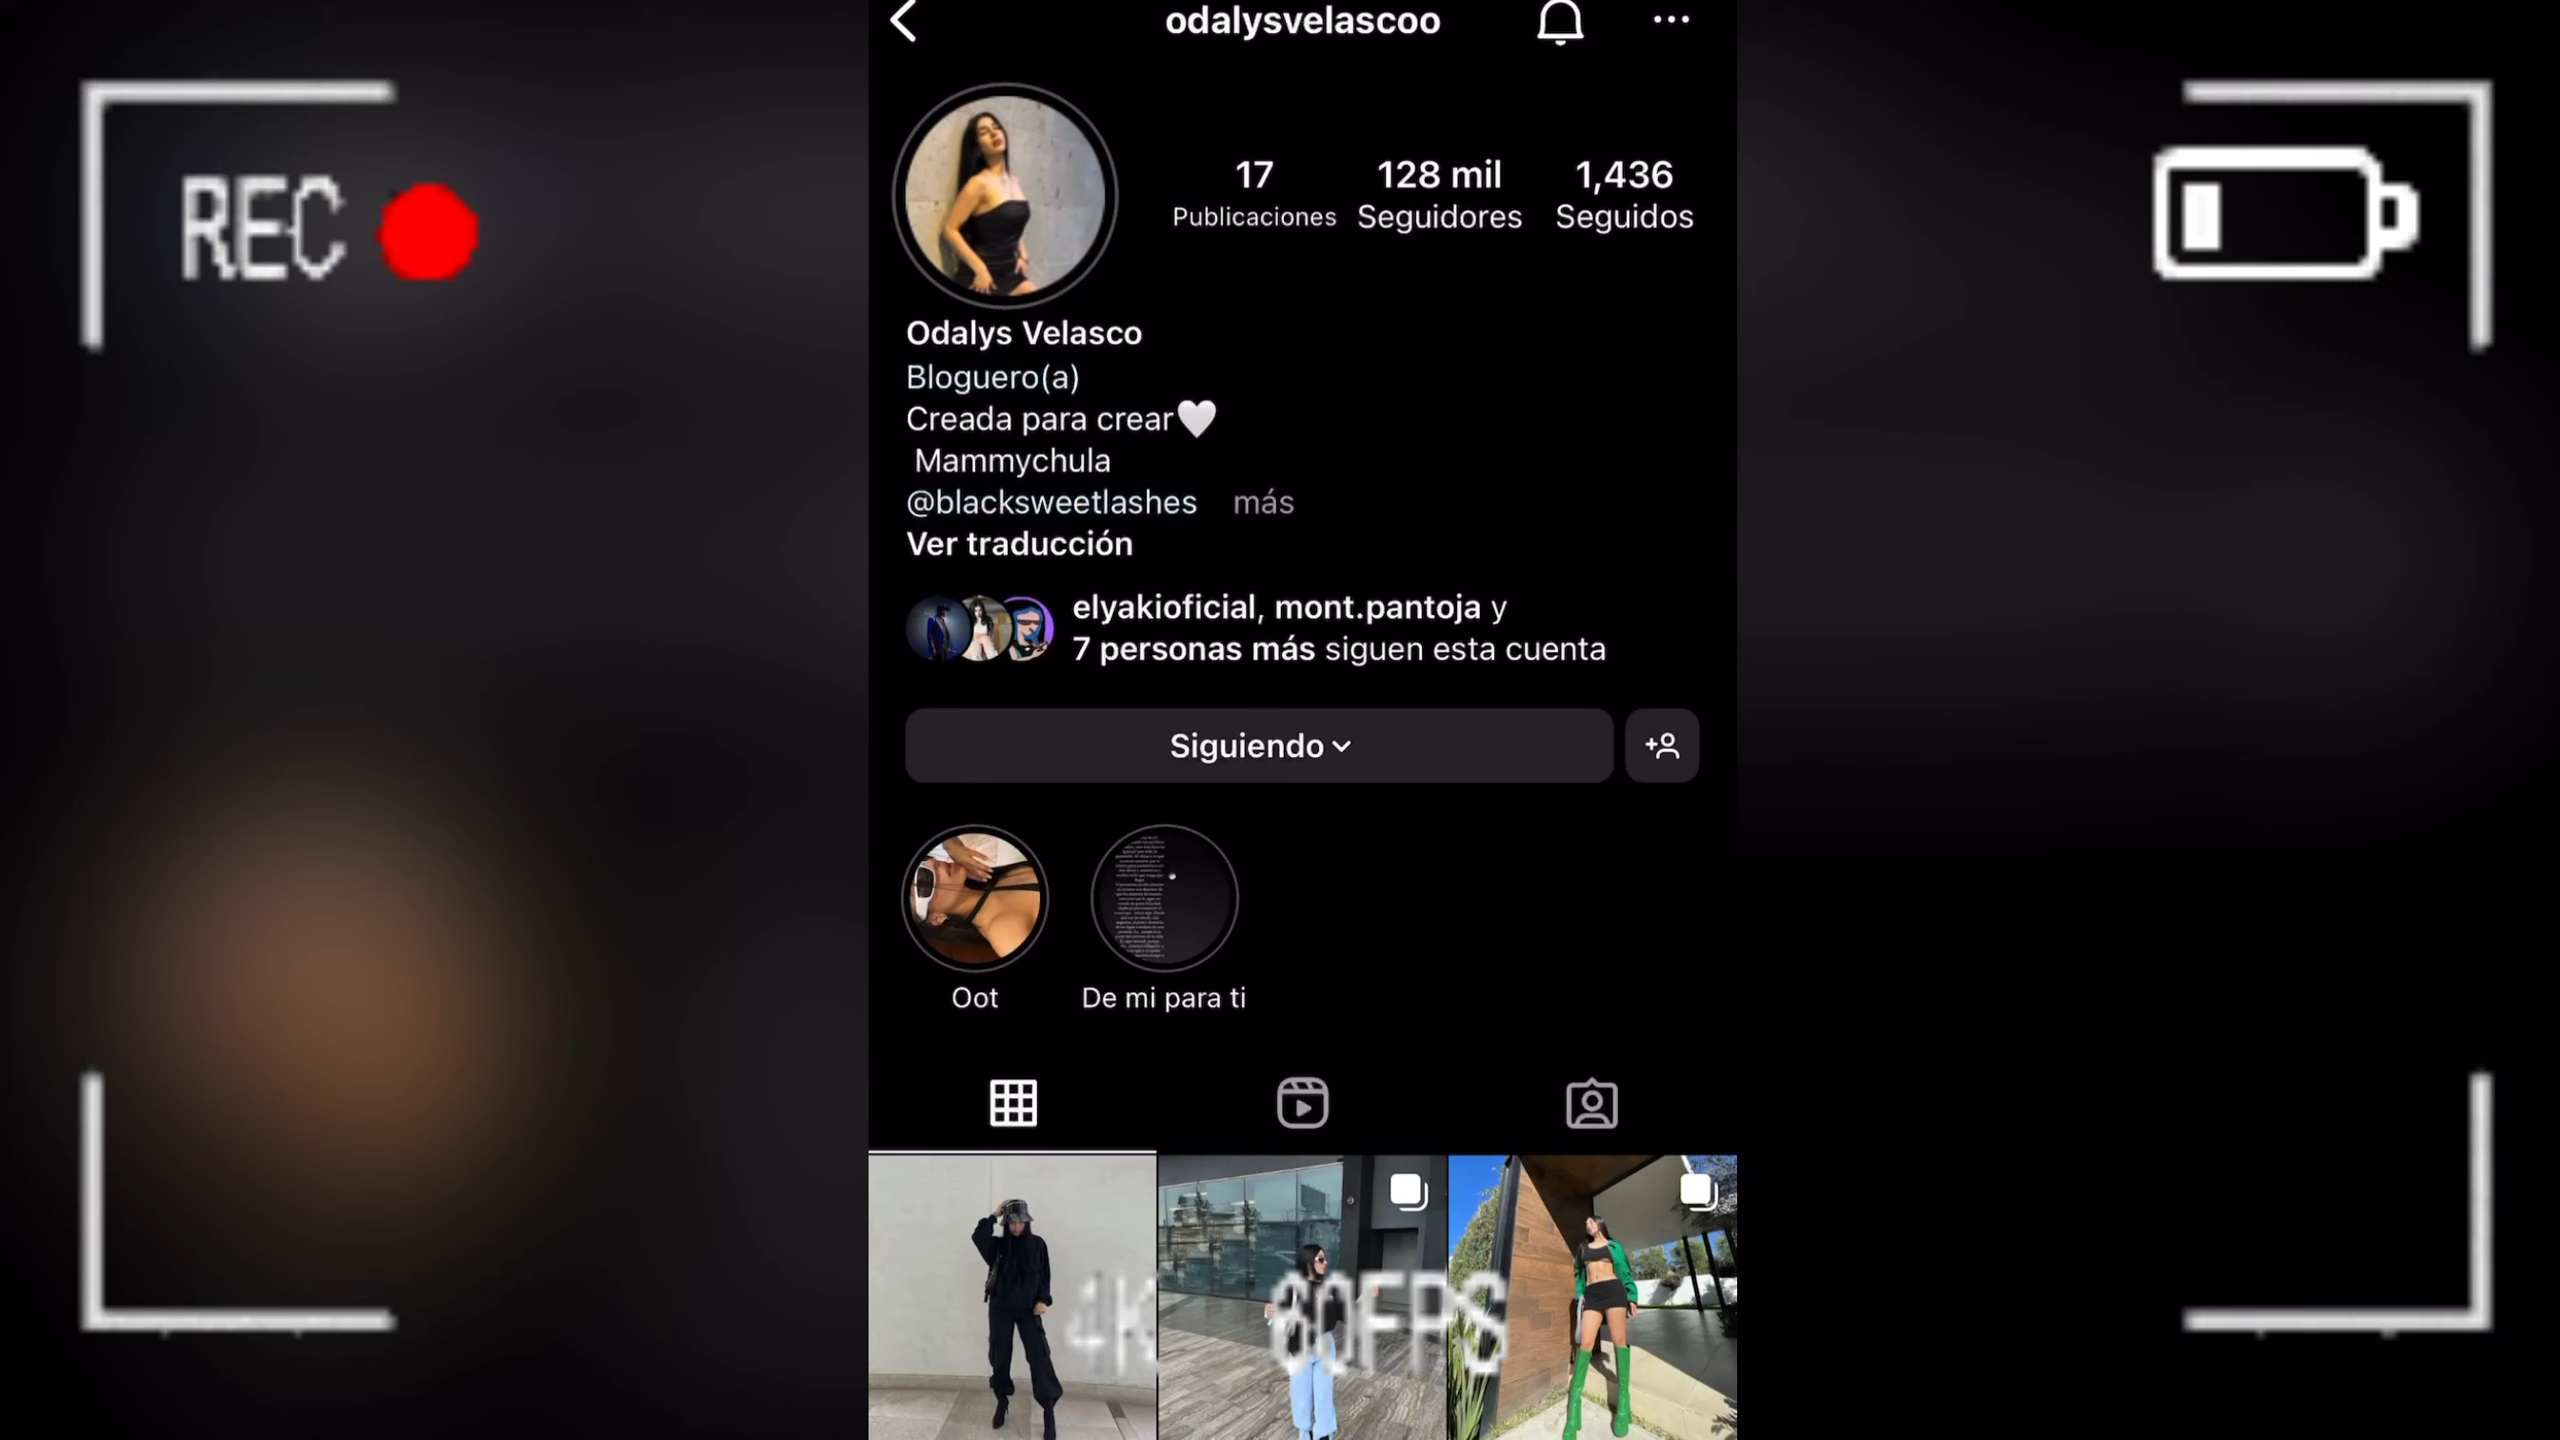 odalysvelascoo
REC
17
Publicaciones
128 mil
Seguidores
1,436
Seguidos
Odalys Velasco
Bloguero(a)
Creada para crear🤍
Mammychula
@blacksweetlashes más
Ver traducción
elyakioficial, mont.pantoja y
7 personas más siguen esta cuenta
Siguiendo
Oot
De mi para ti
4K 60FPS